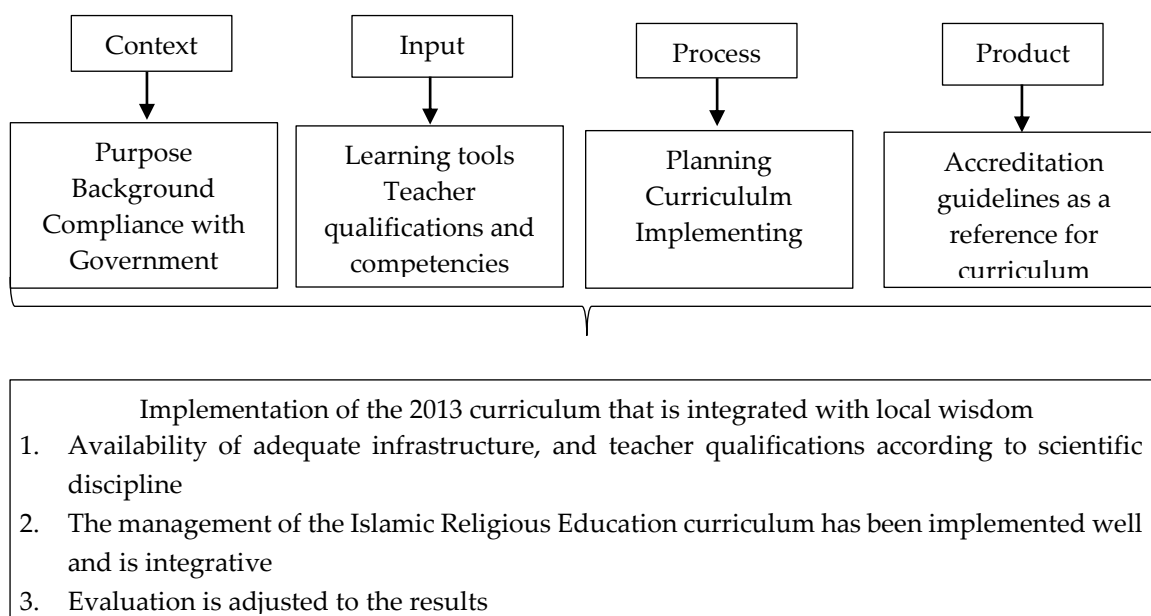 Context
Input
Process
Product
Purpose
Background
Compliance with
Government
Learning tools
Teacher
qualifications and
competencies
Planning
Curricululm
Implementing
Accreditation
guidelines as a
reference for
curriculum
Implementation of the 2013 curriculum that is integrated with local wisdom
1. Availability of adequate infrastructure, and teacher qualifications according to scientific
discipline
2. The management of the Islamic Religious Education curriculum has been implemented well
and is integrative
3. Evaluation is adjusted to the results